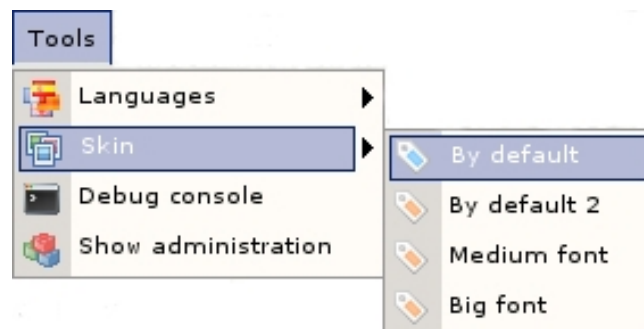 Tools
Languages
Skin
Debug console
Show administration
By default
By default 2
Medium font
Big font